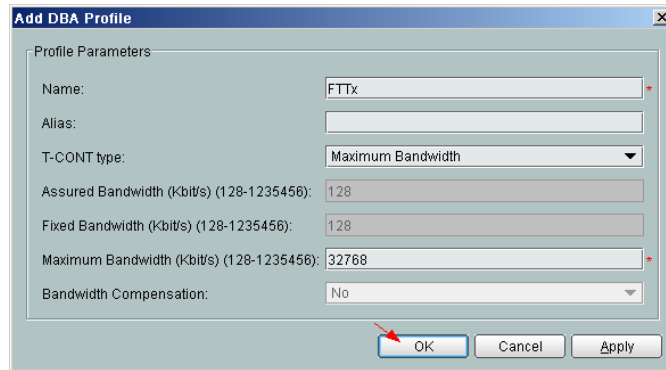 Add DBA Profile
Profile Parameters
Name: FTTx *
Alias:
T-CONT type: Maximum Bandwidth
Assured Bandwidth (Kbit/s) (128-1235456): 128
Fixed Bandwidth (Kbit/s) (128-1235456): 128
Maximum Bandwidth (Kbit/s) (128-1235456): 32768 *
Bandwidth Compensation: No
OK Cancel Apply